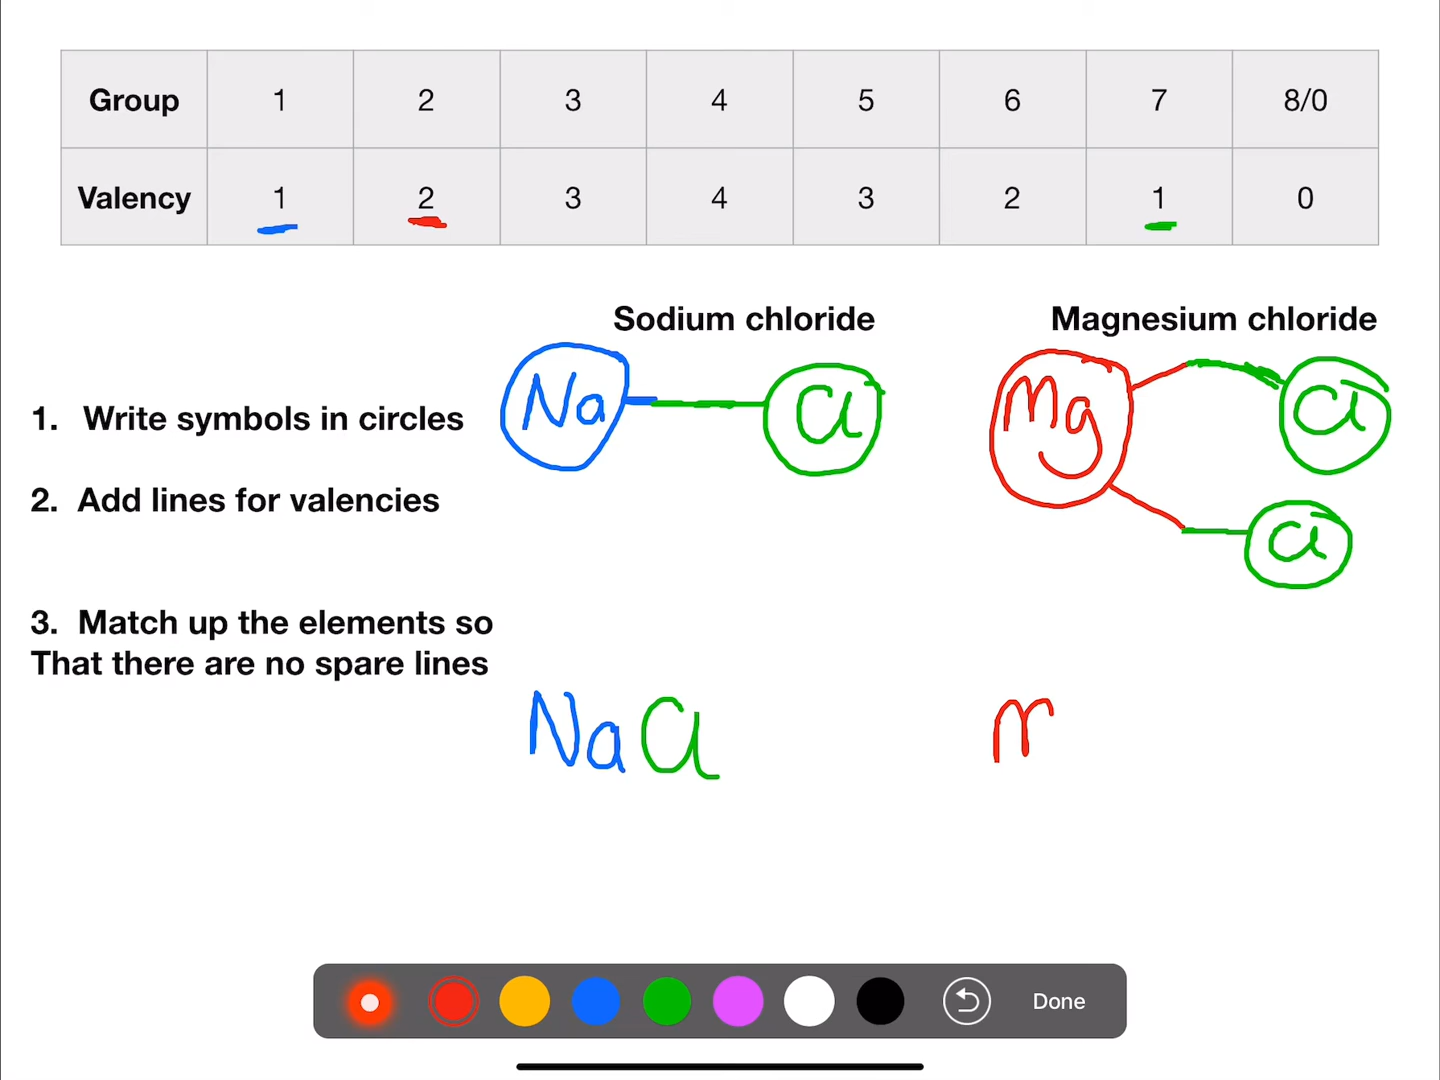 Group 1 2 3 4 5 6 7 8/0
Valency 1 2 3 4 3 2 1 0
Sodium chloride Magnesium chloride
Na Cl Mg Cl
1. Write symbols in circles
2. Add lines for valencies
Cl
3. Match up the elements so
That there are no spare lines
NaCl m
Done